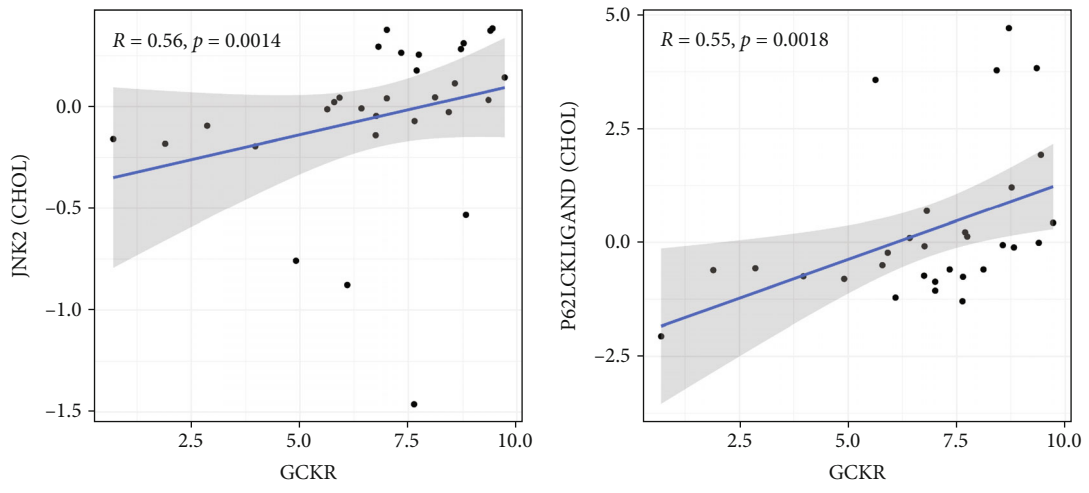 R = 0.56, p = 0.0014
0.0
−0.5
−1.0
−1.5
JNK2 (CHOL)
2.5
5.0
7.5
10.0
GCKR
R = 0.55, p = 0.0018
5.0
2.5
0.0
−2.5
P62LCKLIGAND (CHOL)
2.5
5.0
7.5
10.0
GCKR